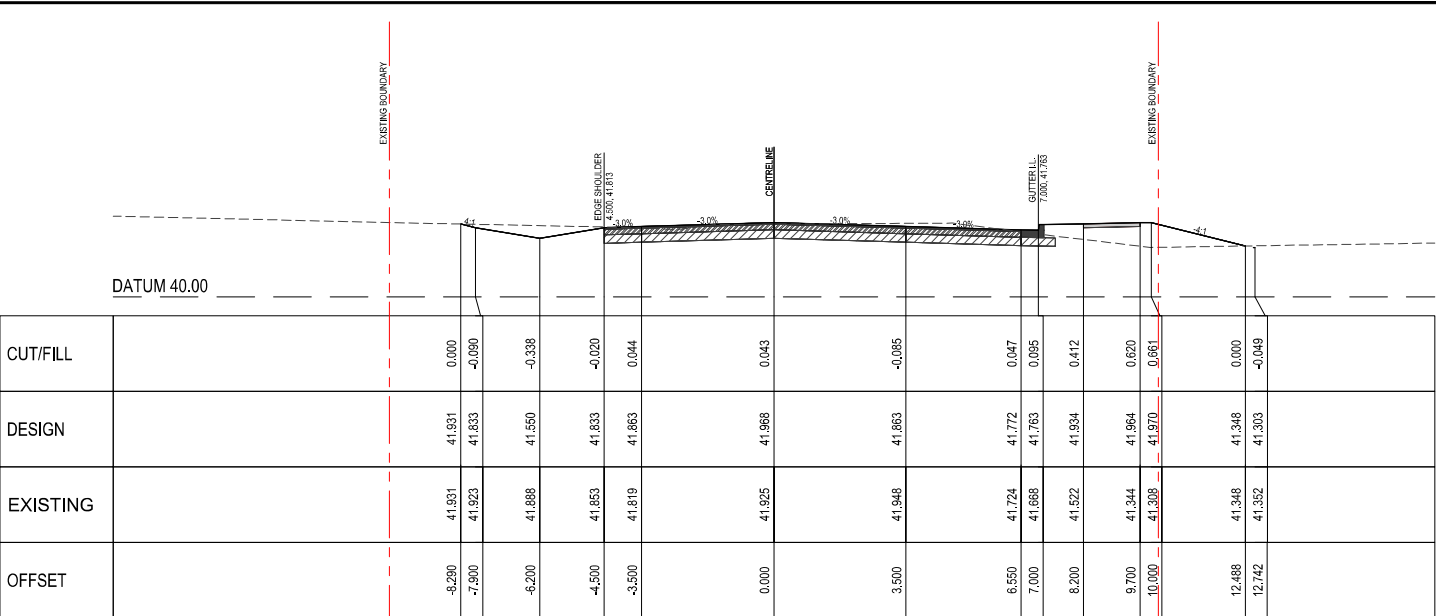 EXISTING BOUNDARY
EXISTING BOUNDARY
EDGE SHOULDER
4.500, 41.813
CENTRELINE
GUTTER I.L.
7.000, 41.763
4:1
-3.0%
-3.0%
-3.0%
-3.0%
-4:1
DATUM 40.00
CUT/FILL 0.000 -0.090 -0.338 -0.020 0.044 0.043 -0.085 0.047 0.095 0.412 0.620 0.661 0.000 -0.049
DESIGN 41.931 41.833 41.550 41.833 41.863 41.968 41.863 41.772 41.763 41.934 41.964 41.970 41.348 41.303
EXISTING 41.931 41.923 41.888 41.853 41.819 41.925 41.948 41.724 41.668 41.522 41.344 41.308 41.348 41.352
OFFSET -8.290 -7.900 -6.200 -4.500 -3.500 0.000 3.500 6.550 7.000 8.200 9.700 10.000 12.488 12.742